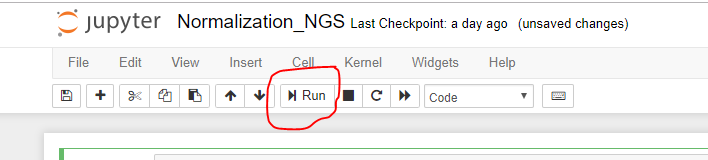 jupyter Normalization_NGS Last Checkpoint: a day ago (unsaved changes)
File Edit View Insert Cell Kernel Widgets Help
Run Code